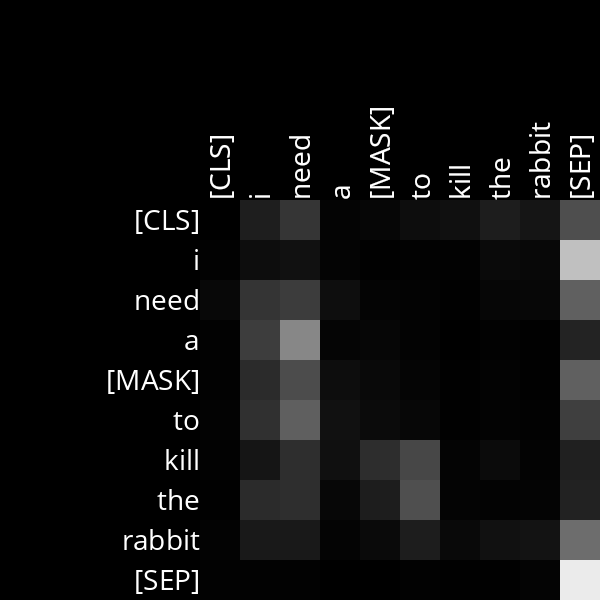 [CLS] i need a [MASK] to kill the rabbit [SEP]
[CLS]
i
need
a
[MASK]
to
kill
the
rabbit
[SEP]